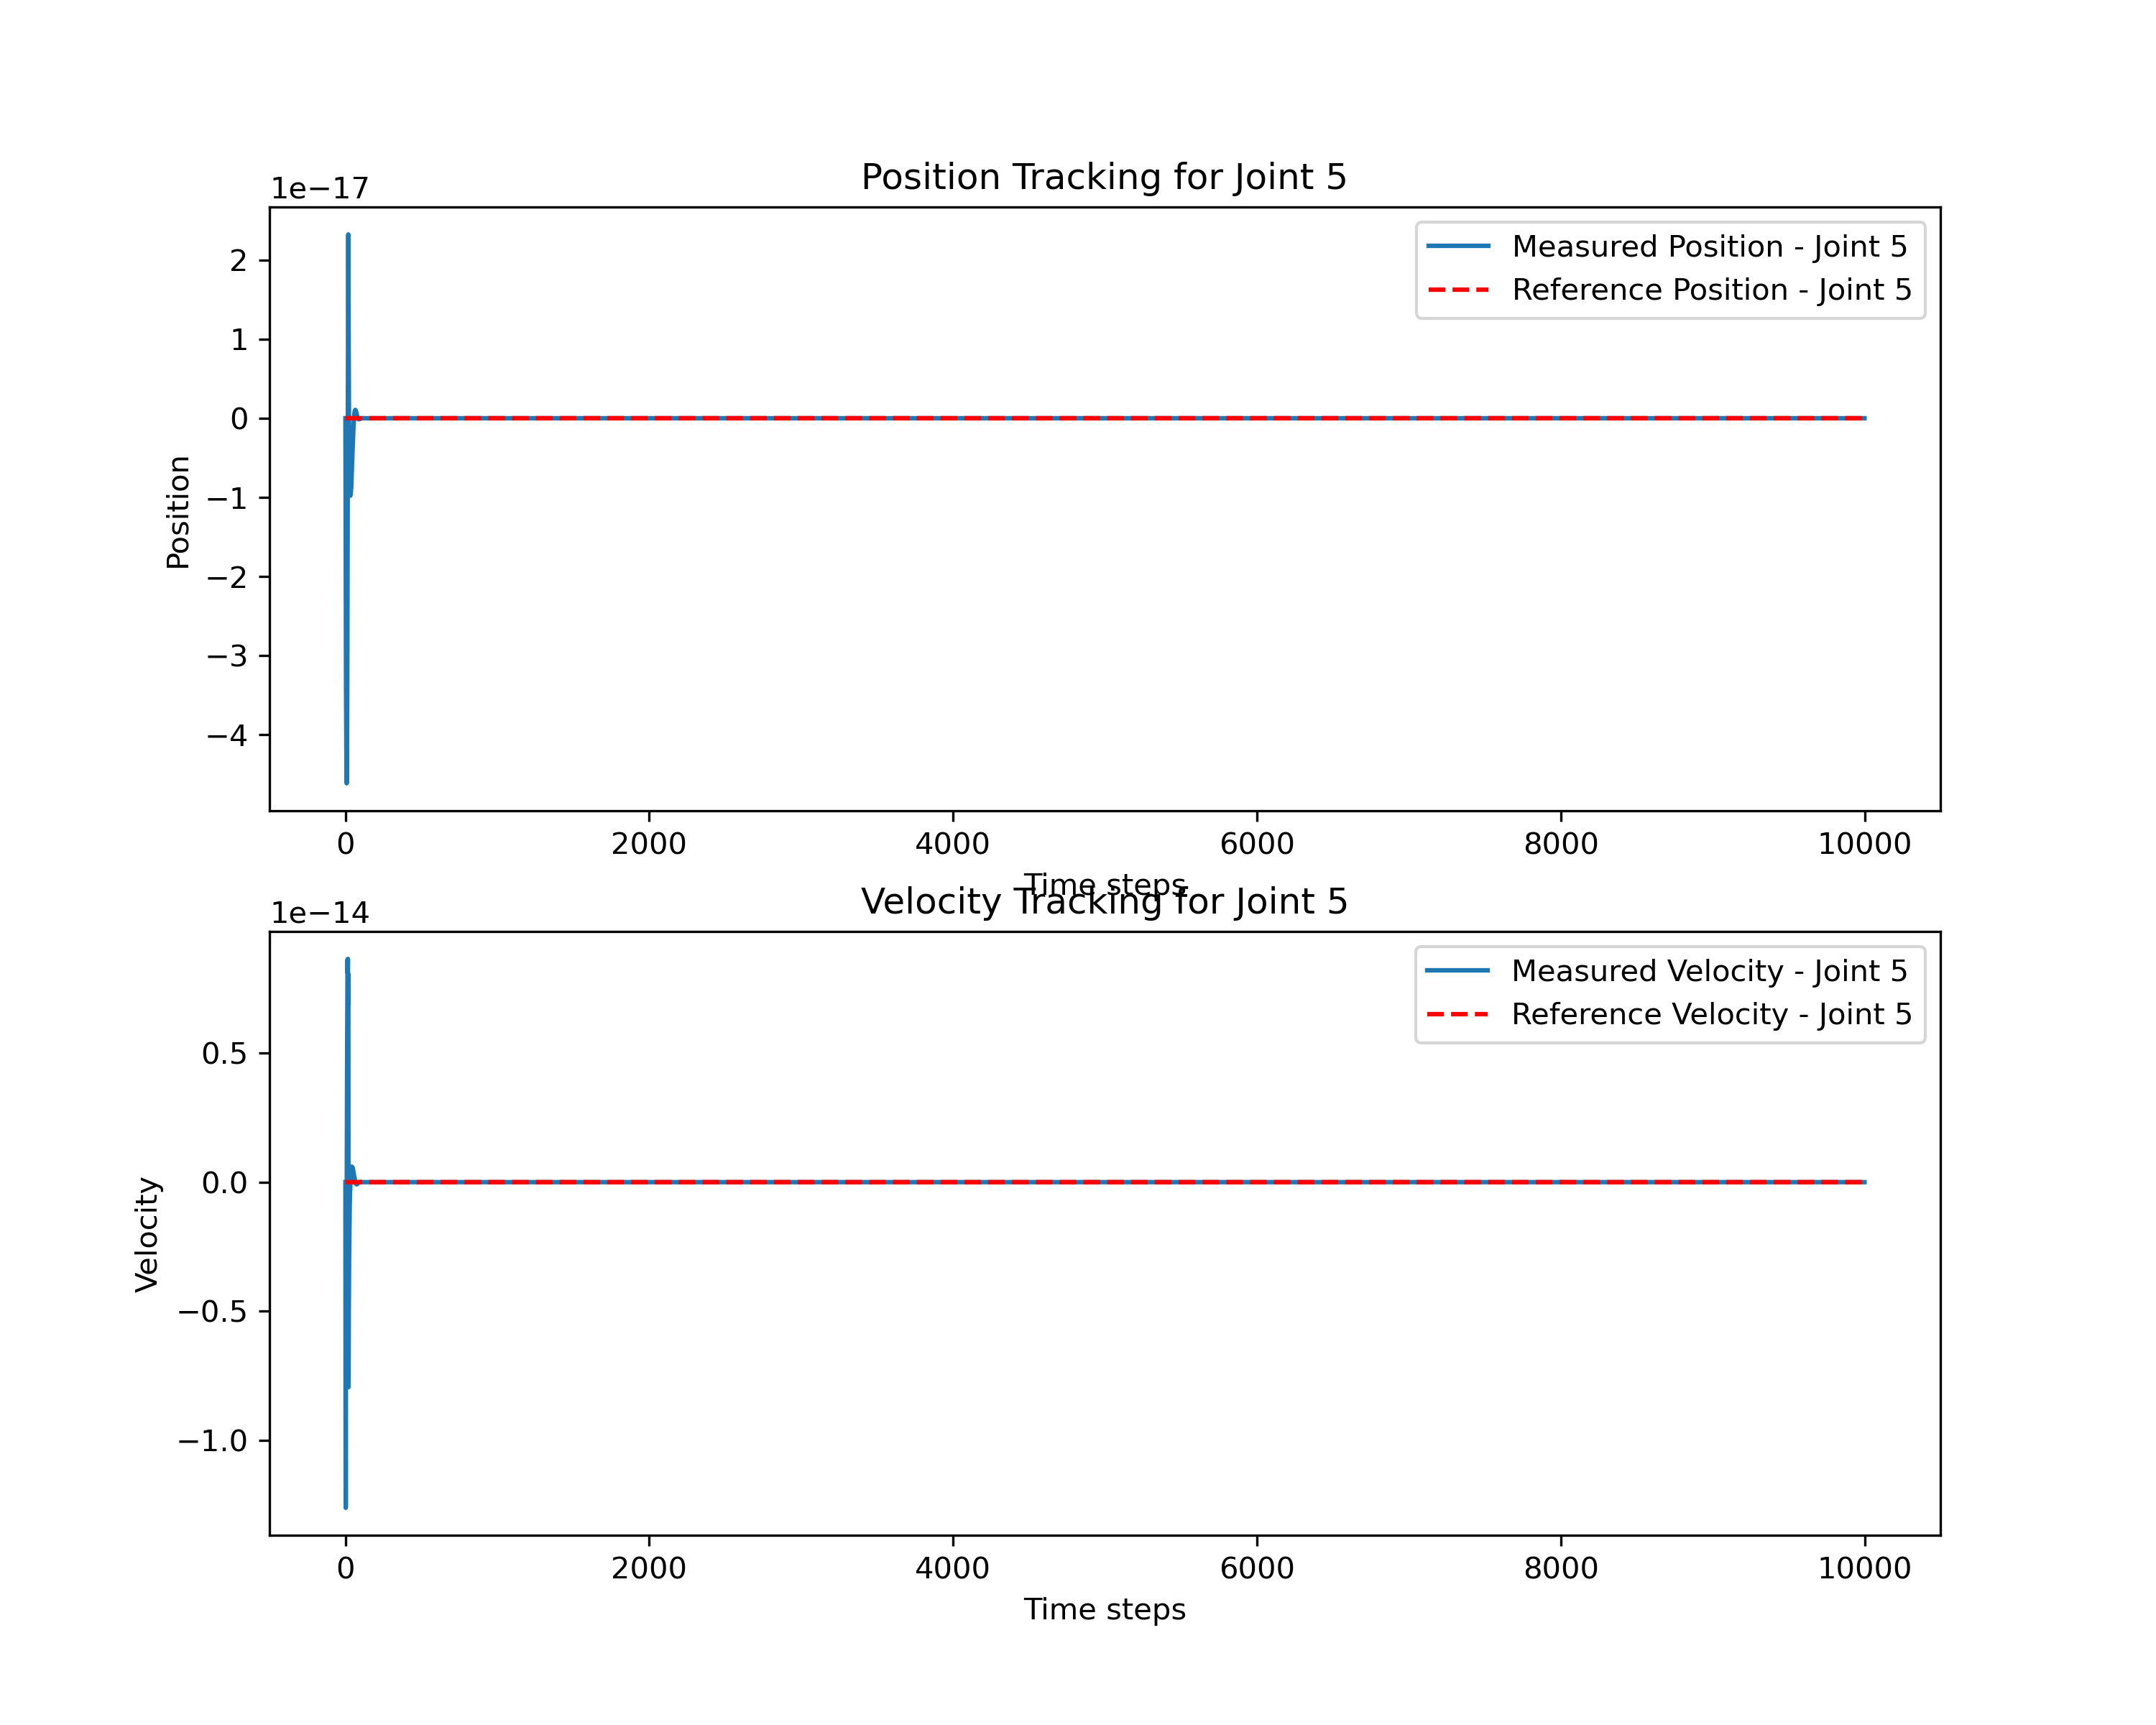 Position Tracking for Joint 5
1e−17
Measured Position - Joint 5
Reference Position - Joint 5
2
1
0
−1
−2
−3
−4
Position
0 2000 4000 6000 8000 10000
Time steps
Velocity Tracking for Joint 5
1e−14
Measured Velocity - Joint 5
Reference Velocity - Joint 5
0.5
0.0
−0.5
−1.0
Velocity
0 2000 4000 6000 8000 10000
Time steps